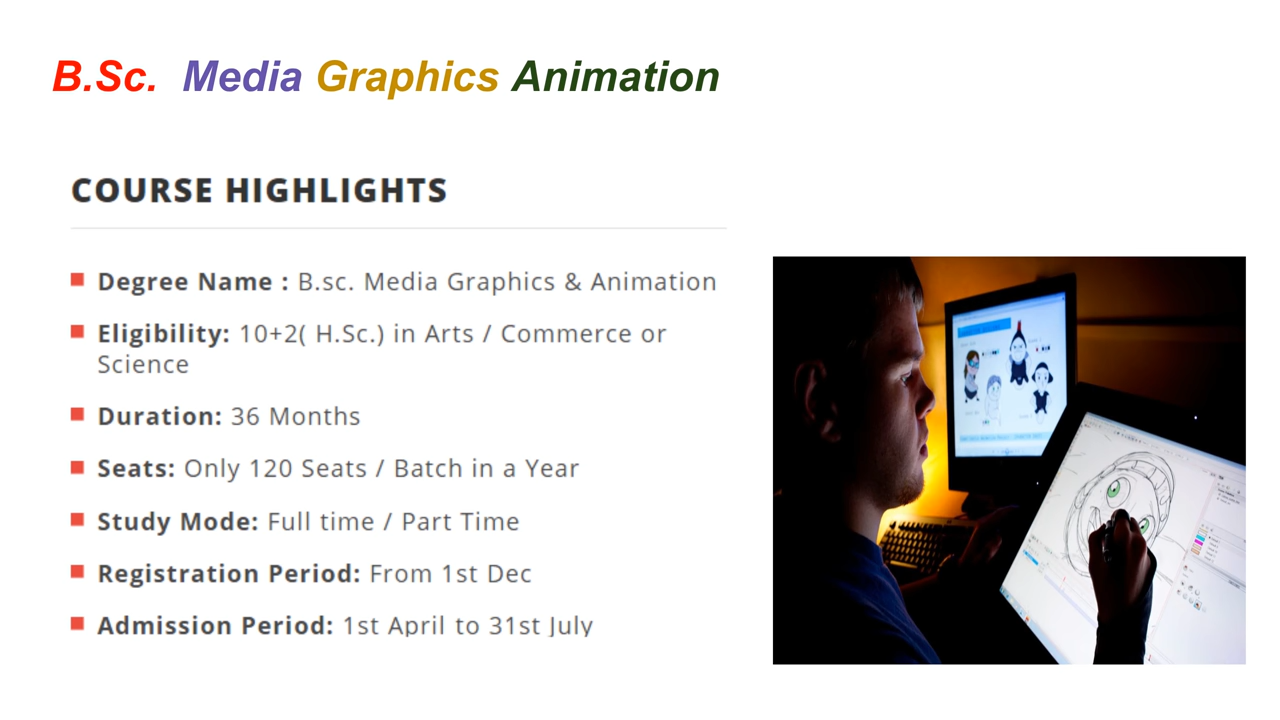 B.Sc. Media Graphics Animation
COURSE HIGHLIGHTS
Degree Name : B.sc. Media Graphics & Animation
Eligibility: 10+2( H.Sc.) in Arts / Commerce or
Science
Duration: 36 Months
Seats: Only 120 Seats / Batch in a Year
Study Mode: Full time / Part Time
Registration Period: From 1st Dec
Admission Period: 1st April to 31st July